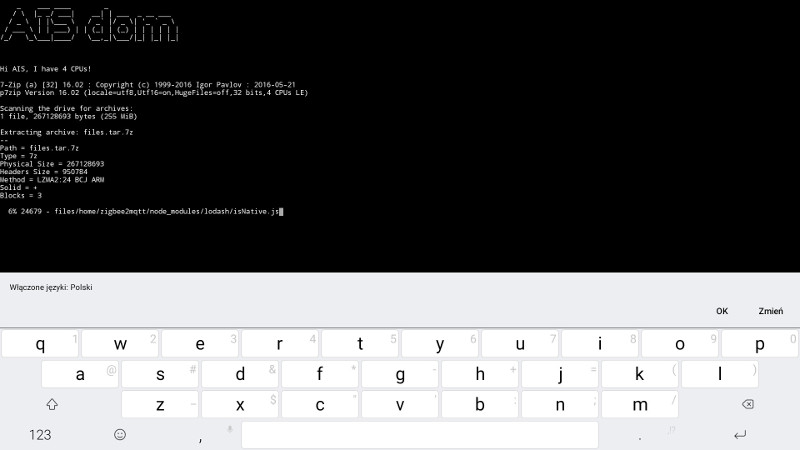 AIS dom
Hi AIS, I have 4 CPUs!
7-Zip (a) [32] 16.02 : Copyright (c) 1999-2016 Igor Pavlov : 2016-05-21
p7zip Version 16.02 (locale=utf8,Utf16=on,HugeFiles=off,32 bits,4 CPUs LE)
Scanning the drive for archives:
1 file, 267128693 bytes (255 MiB)
Extracting archive: files.tar.7z
--
Path = files.tar.7z
Type = 7z
Physical Size = 267128693
Headers Size = 950784
Method = LZMA2:24 BCJ ARM
Solid = +
Blocks = 3
6% 24679 - files/home/zigbee2mqtt/node_modules/lodash/isNative.js
Włączone języki: Polski
OK Zmień
q 1 w 2 e 3 r 4 t 5 y 6 u 7 i 8 o 9 p 0
a @ s # d & f * g - h + j = k ( l )
z _ x $ c " v ' b : n ; m /
123 , . !?